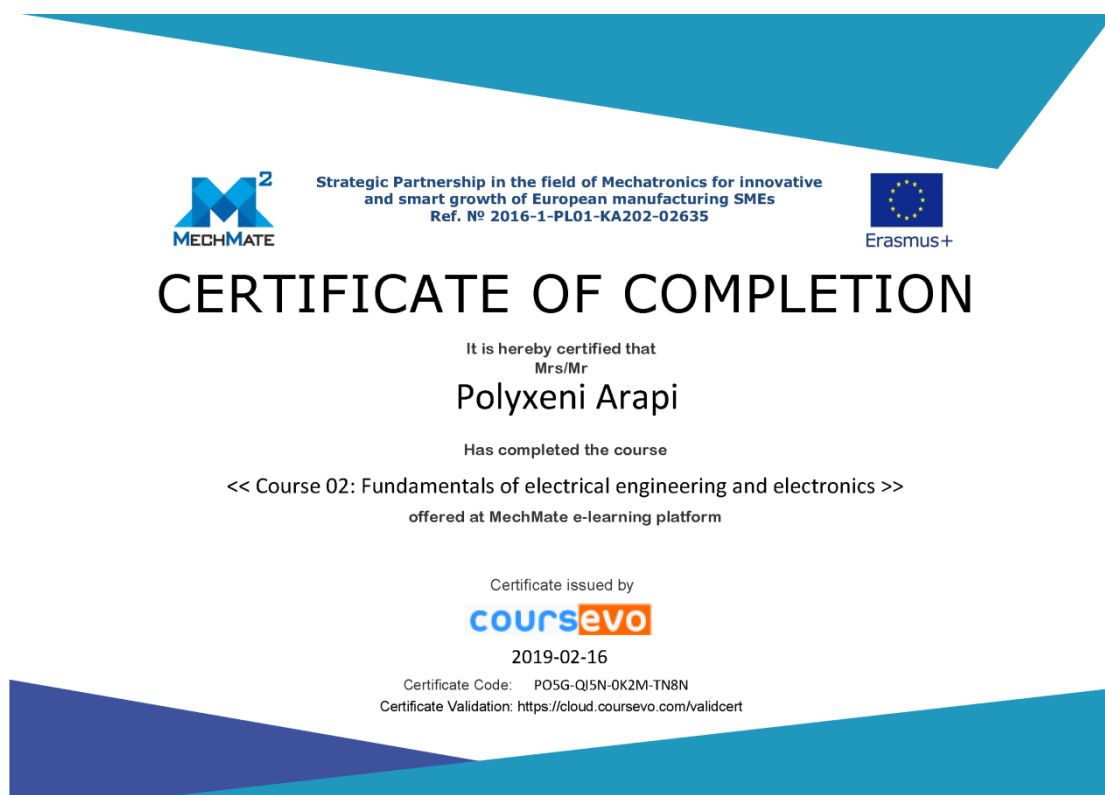 M2
MECHMATE
Strategic Partnership in the field of Mechatronics for innovative
and smart growth of European manufacturing SMEs
Ref. Nº 2016-1-PL01-KA202-02635
Erasmus+
CERTIFICATE OF COMPLETION
It is hereby certified that
Mrs/Mr
Polyxeni Arapi
Has completed the course
<< Course 02: Fundamentals of electrical engineering and electronics >>
offered at MechMate e-learning platform
Certificate issued by
coursevo
2019-02-16
Certificate Code: PO5G-QI5N-0K2M-TN8N
Certificate Validation: https://cloud.coursevo.com/validcert